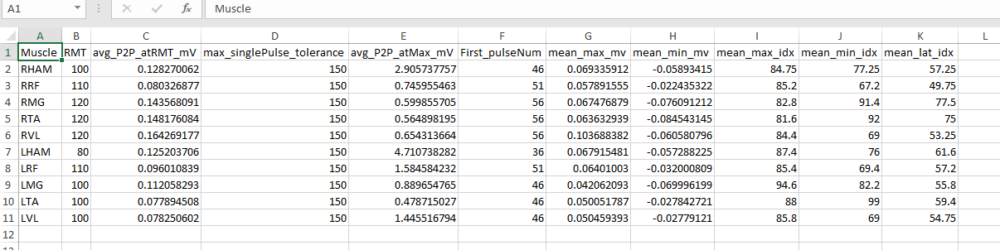 A1 fx Muscle
A B C D E F G H I J K L
1 Muscle RMT avg_P2P_atRMT_mV max_singlePulse_tolerance avg_P2P_atMax_mV First_pulseNum mean_max_mv mean_min_mv mean_max_idx mean_min_idx mean_lat_idx
2 RHAM 100 0.128270062 150 2.905737757 46 0.069335912 -0.05893415 84.75 77.25 57.25
3 RRF 110 0.080326877 150 0.745955463 51 0.057891555 -0.022435322 85.2 67.2 49.75
4 RMG 120 0.143568091 150 0.599855705 56 0.067476879 -0.076091212 82.8 91.4 77.5
5 RTA 120 0.148176084 150 0.564898195 56 0.063632939 -0.084543145 81.6 92 75
6 RVL 120 0.164269177 150 0.654313664 56 0.103688382 -0.060580796 84.4 69 53.25
7 LHAM 80 0.125203706 150 4.710738282 36 0.067915481 -0.057288225 87.4 76 61.6
8 LRF 110 0.096010839 150 1.584584232 51 0.06401003 -0.032000809 85.4 69.4 57.2
9 LMG 100 0.112058293 150 0.889654765 46 0.042062093 -0.069996199 94.6 82.2 55.8
10 LTA 100 0.077894508 150 0.478715027 46 0.050051787 -0.027842721 88 99 59.4
11 LVL 100 0.078250602 150 1.445516794 46 0.050459393 -0.02779121 85.8 69 54.75
12